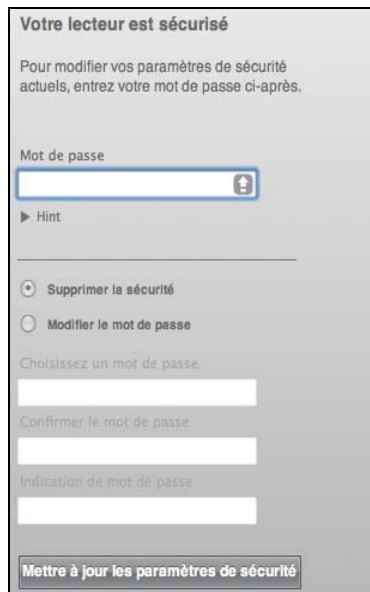 Votre lecteur est sécurisé
Pour modifier vos paramètres de sécurité
actuels, entrez votre mot de passe ci-après.
Mot de passe
Hint
Supprimer la sécurité
Modifier le mot de passe
Choisissez un mot de passe.
Confirmer le mot de passe
Indication de mot de passe
Mettre à jour les paramètres de sécurité